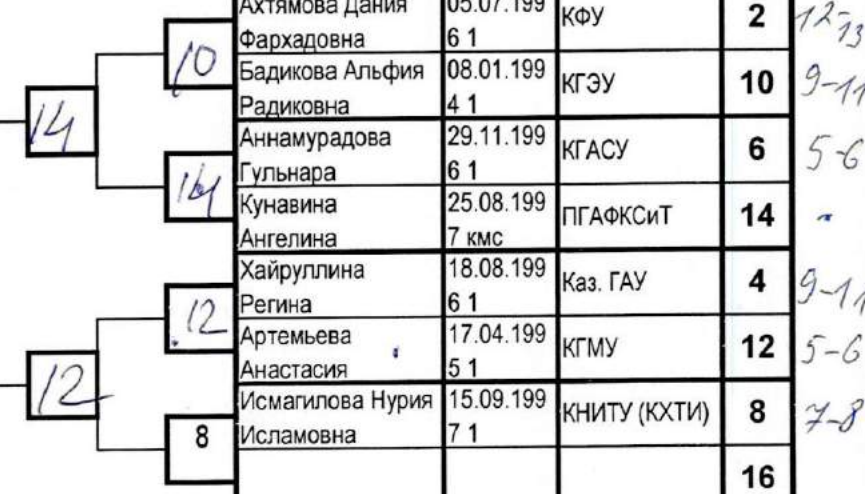 Ахтямова Дания 05.07.199 КФУ 2 12-13
Фархадовна 6 1
10
Бадикова Альфия 08.01.199 КГЭУ 10 9-11
Радиковна 4 1
14
Аннамурадова 29.11.199 КГАСУ 6 5-6
Гульнара 6 1
14
Кунавина 25.08.199 ПГАФКСиТ 14
Ангелина 7 кмс
Хайруллина 18.08.199 Каз. ГАУ 4 9-11
Регина 6 1
12
Артемьева 17.04.199 КГМУ 12 5-6
Анастасия 5 1
12
Исмагилова Нурия 15.09.199 КНИТУ (КХТИ) 8 7-8
8 Исламовна 7 1
16